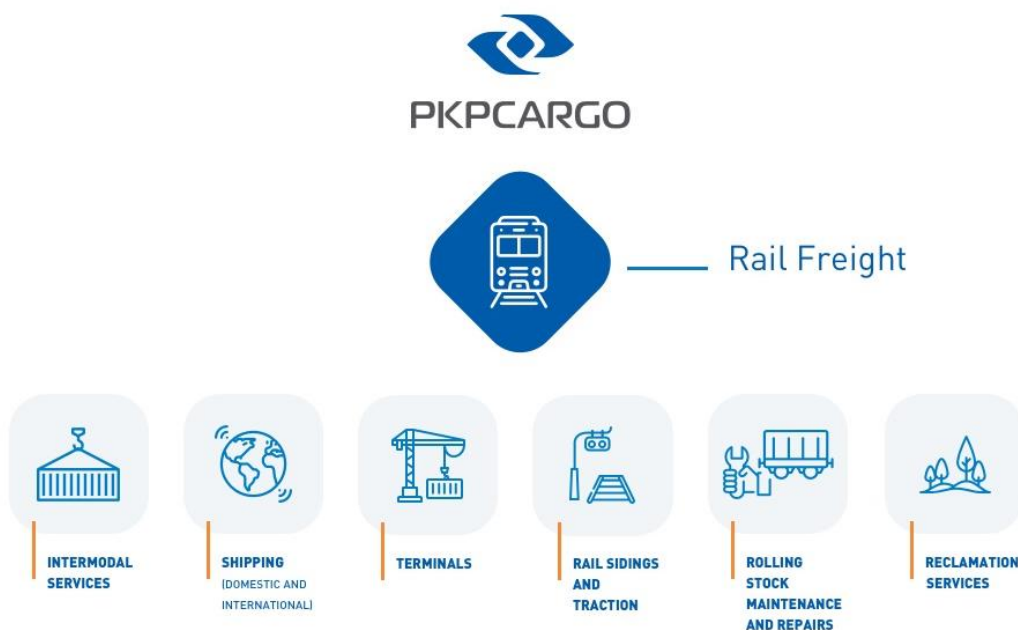 PKPCARGO
Rail Freight
INTERMODAL
SERVICES
SHIPPING
(DOMESTIC AND
INTERNATIONAL)
TERMINALS
RAIL SIDINGS
AND
TRACTION
ROLLING
STOCK
MAINTENANCE
AND REPAIRS
RECLAMATION
SERVICES